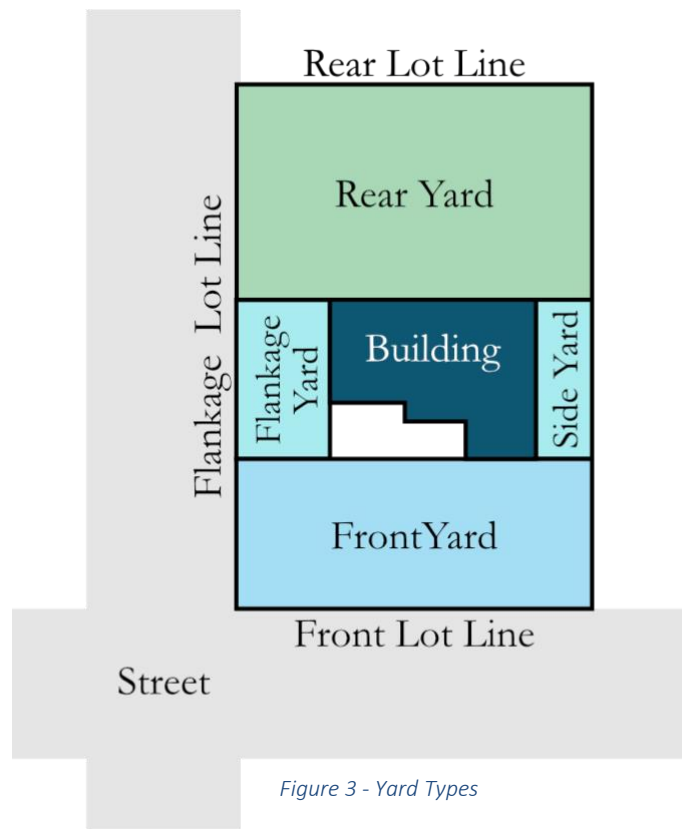 Rear Lot Line
Rear Yard
Flankage Lot Line
Flankage
Yard
Building
Side Yard
FrontYard
Front Lot Line
Street
Figure 3 - Yard Types